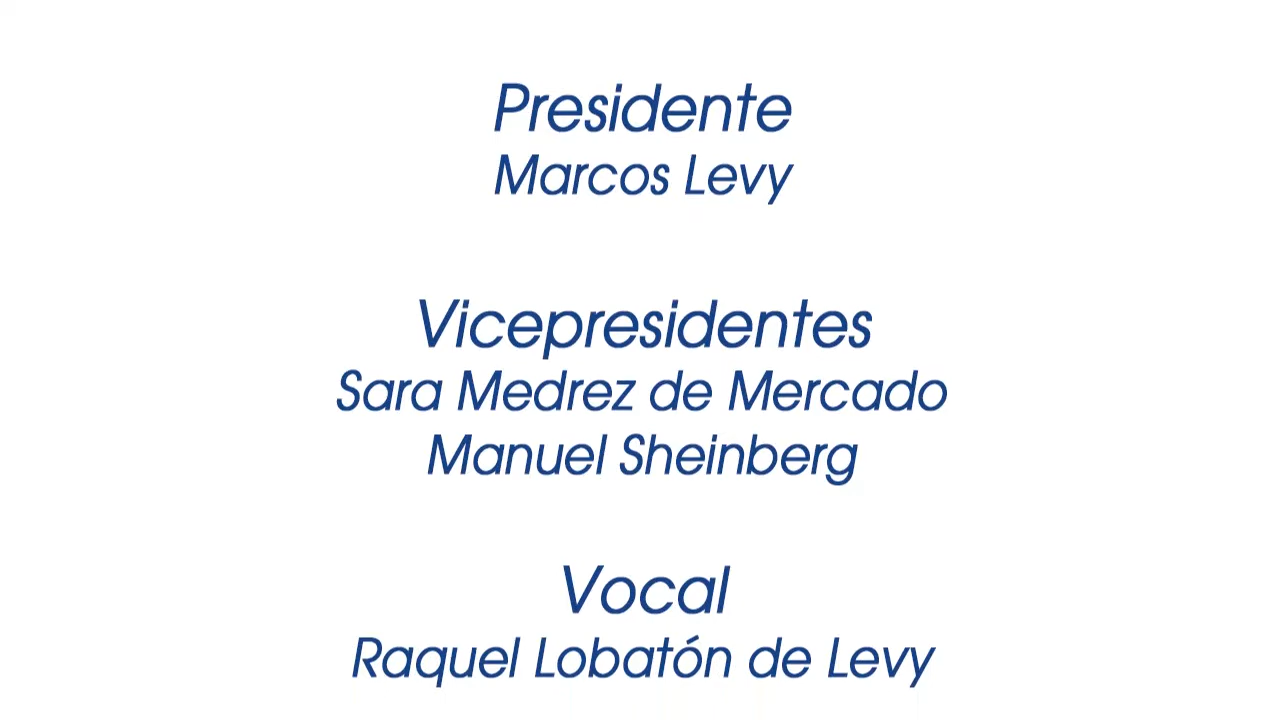 Presidente
Marcos Levy
Vicepresidentes
Sara Medrez de Mercado
Manuel Sheinberg
Vocal
Raquel Lobatón de Levy